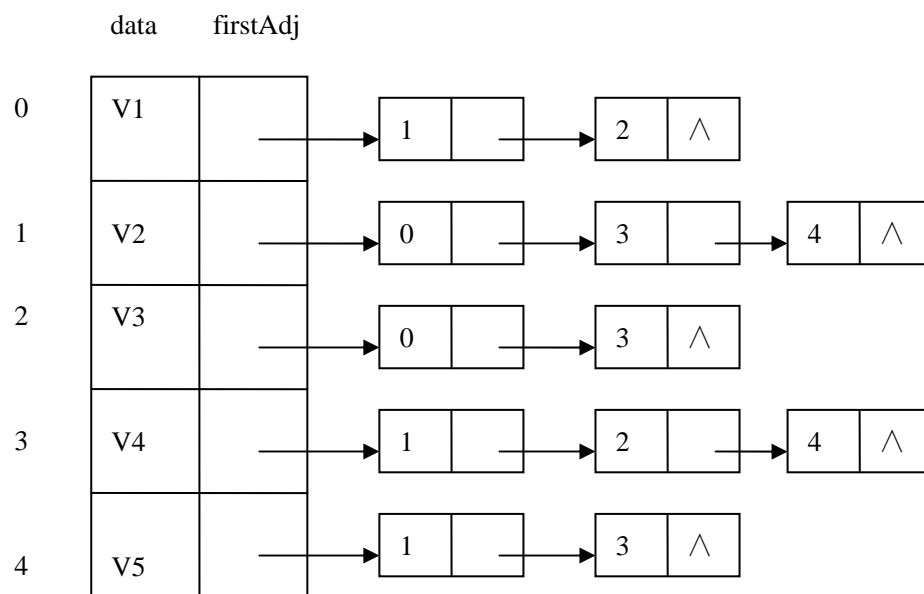 data firstAdj
0 V1 1 2 ∧
1 V2 0 3 4 ∧
2 V3 0 3 ∧
3 V4 1 2 4 ∧
4 V5 1 3 ∧